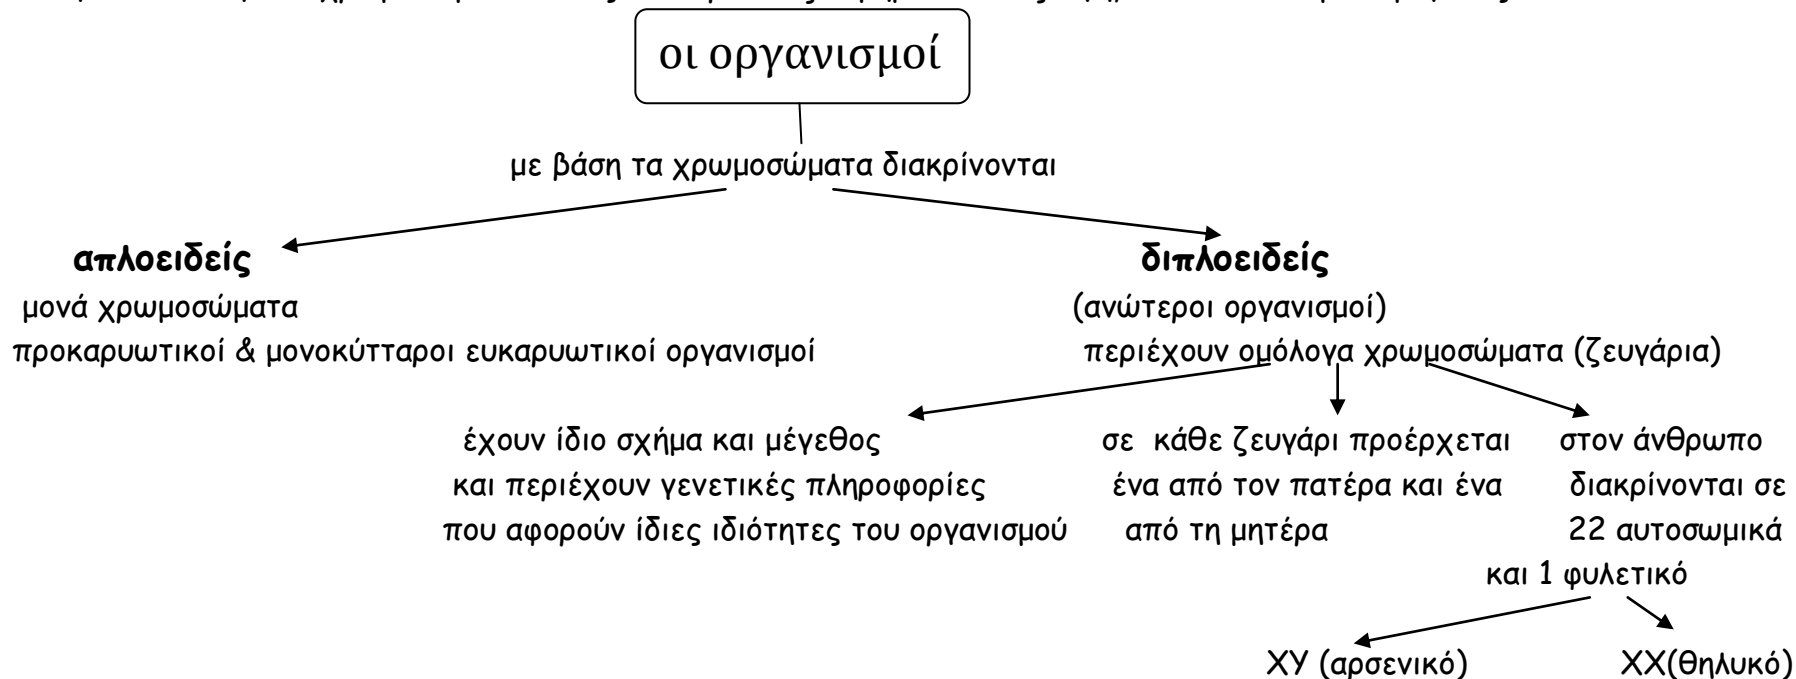 οι οργανισμοί
με βάση τα χρωμοσώματα διακρίνονται
απλοειδείς
μονά χρωμοσώματα
προκαρυωτικοί & μονοκύτταροι ευκαρυωτικοί οργανισμοί
διπλοειδείς
(ανώτεροι οργανισμοί)
περιέχουν ομόλογα χρωμοσώματα (ζευγάρια)
έχουν ίδιο σχήμα και μέγεθος
και περιέχουν γενετικές πληροφορίες
που αφορούν ίδιες ιδιότητες του οργανισμού
σε κάθε ζευγάρι προέρχεται
ένα από τον πατέρα και ένα
από τη μητέρα
στον άνθρωπο
διακρίνονται σε
22 αυτοσωμικά
και 1 φυλετικό
ΧΥ (αρσενικό)
ΧΧ(θηλυκό)